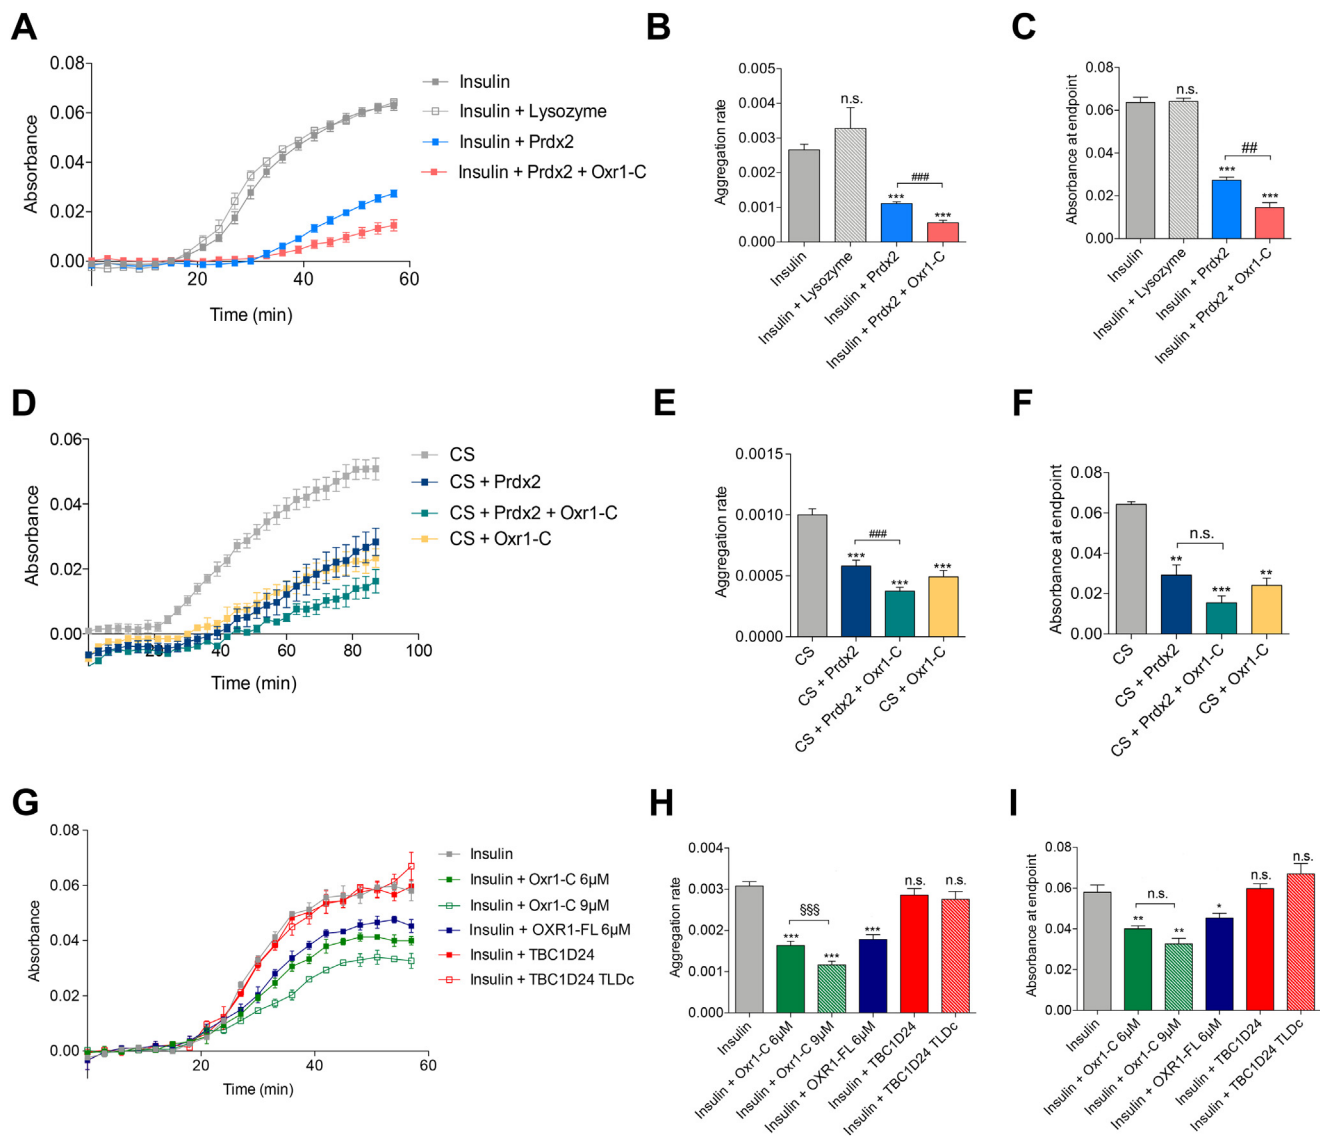 A
0.08
0.06
0.04
0.02
0.00
Absorbance
20
40
60
Time (min)
Insulin
Insulin + Lysozyme
Insulin + Prdx2
Insulin + Prdx2 + Oxr1-C
B
0.005
0.004
0.003
0.002
0.001
0.000
Aggregation rate
n.s.
***
###
***
Insulin
Insulin + Lysozyme
Insulin + Prdx2
Insulin + Prdx2 + Oxr1-C
C
0.08
0.06
0.04
0.02
0.00
Absorbance at endpoint
n.s.
***
##
***
Insulin
Insulin + Lysozyme
Insulin + Prdx2
Insulin + Prdx2 + Oxr1-C
D
0.06
0.04
0.02
0.00
Absorbance
20
40
60
80
100
Time (min)
CS
CS + Prdx2
CS + Prdx2 + Oxr1-C
CS + Oxr1-C
E
0.0015
0.0010
0.0005
0.0000
Aggregation rate
***
###
***
***
CS
CS + Prdx2
CS + Prdx2 + Oxr1-C
CS + Oxr1-C
F
0.08
0.06
0.04
0.02
0.00
Absorbance at endpoint
**
n.s.
***
**
CS
CS + Prdx2
CS + Prdx2 + Oxr1-C
CS + Oxr1-C
G
0.08
0.06
0.04
0.02
0.00
Absorbance
20
40
60
Time (min)
Insulin
Insulin + Oxr1-C 6µM
Insulin + Oxr1-C 9µM
Insulin + OXR1-FL 6µM
Insulin + TBC1D24
Insulin + TBC1D24 TLDc
H
0.004
0.003
0.002
0.001
0.000
Aggregation rate
***
§§§
***
***
n.s.
n.s.
Insulin
Insulin + Oxr1-C 6µM
Insulin + Oxr1-C 9µM
Insulin + OXR1-FL 6µM
Insulin + TBC1D24
Insulin + TBC1D24 TLDc
I
0.08
0.06
0.04
0.02
0.00
Absorbance at endpoint
**
n.s.
**
*
n.s.
n.s.
Insulin
Insulin + Oxr1-C 6µM
Insulin + Oxr1-C 9µM
Insulin + OXR1-FL 6µM
Insulin + TBC1D24
Insulin + TBC1D24 TLDc